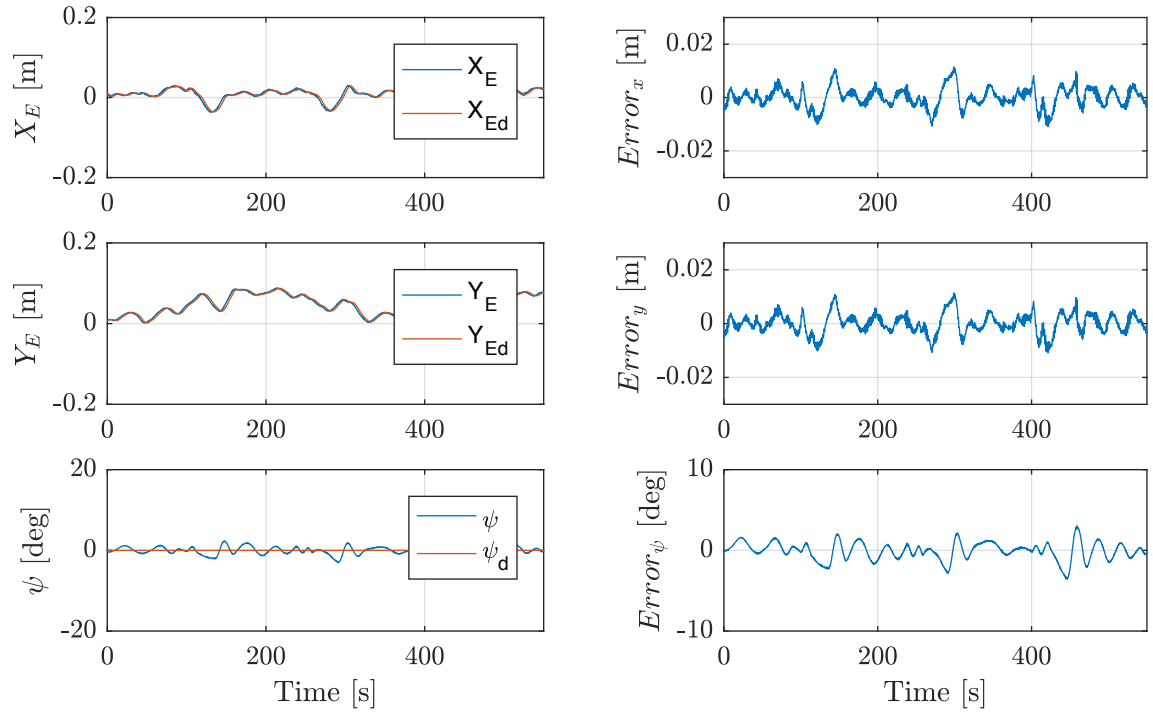 0.2
0
-0.2
X_E [m]
X_E
X_Ed
0 200 400
0.02
0
-0.02
Error_x [m]
0 200 400
0.2
0
-0.2
Y_E [m]
Y_E
Y_Ed
0 200 400
0.02
0
-0.02
Error_y [m]
0 200 400
20
0
-20
ψ [deg]
ψ
ψ_d
0 200 400
Time [s]
10
0
-10
Error_ψ [deg]
0 200 400
Time [s]